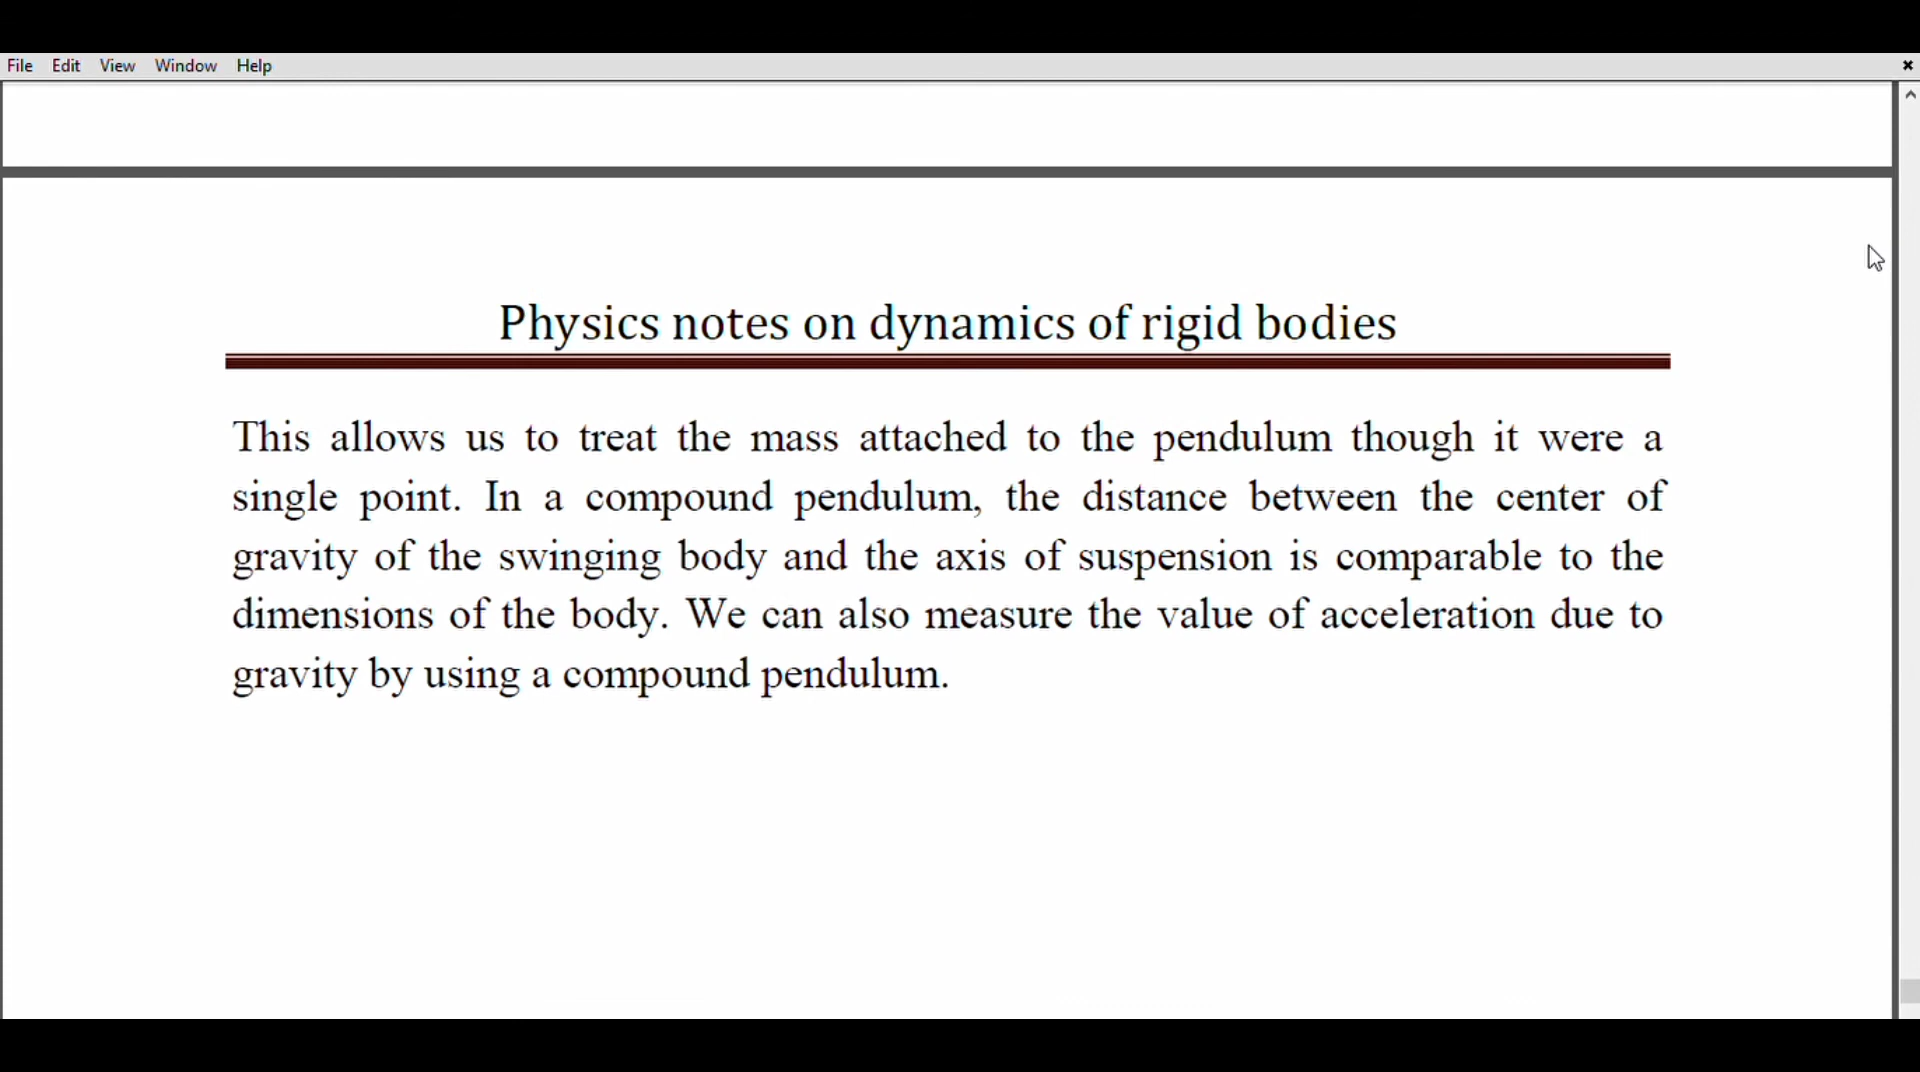 File Edit View Window Help
Physics notes on dynamics of rigid bodies
This allows us to treat the mass attached to the pendulum though it were a
single point. In a compound pendulum, the distance between the center of
gravity of the swinging body and the axis of suspension is comparable to the
dimensions of the body. We can also measure the value of acceleration due to
gravity by using a compound pendulum.